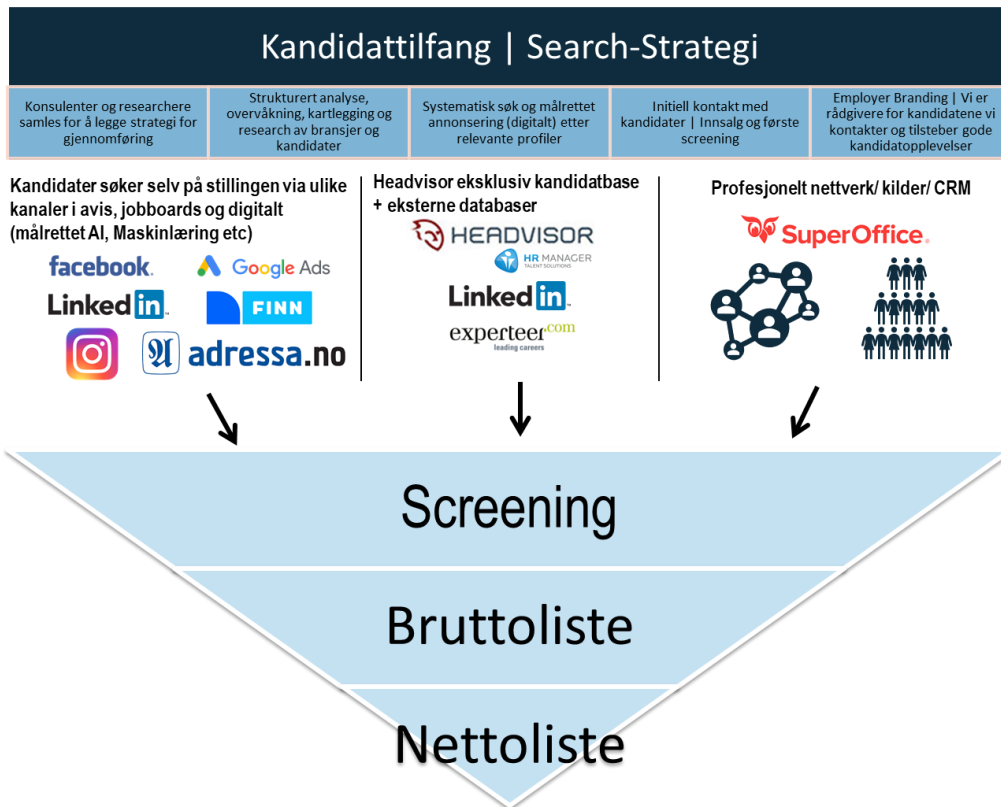 Kandidattilfang | Search-Strategi
Konsulenter og researchere
samles for å legge strategi for
gjennomføring
Strukturert analyse,
overvåkning, kartlegging og
research av bransjer og
kandidater
Systematisk søk og målrettet
annonsering (digitalt) etter
relevante profiler
Initiell kontakt med
kandidater | Innsalg og første
screening
Employer Branding | Vi er
rådgivere for kandidatene vi
kontakter og tilsteber gode
kandidatopplevelser
Kandidater søker selv på stillingen via ulike
kanaler i avis, jobboards og digitalt
(målrettet AI, Maskinlæring etc)
facebook.
Google Ads
Linked in
FINN
A adressa.no
Headvisor eksklusiv kandidatbase
+ eksterne databaser
HEADVISOR
HR MANAGER
TALENT SOLUTIONS
Linked in
experteer.com
leading careers
Profesjonelt nettverk/ kilder/ CRM
SuperOffice.
Screening
Bruttoliste
Nettoliste